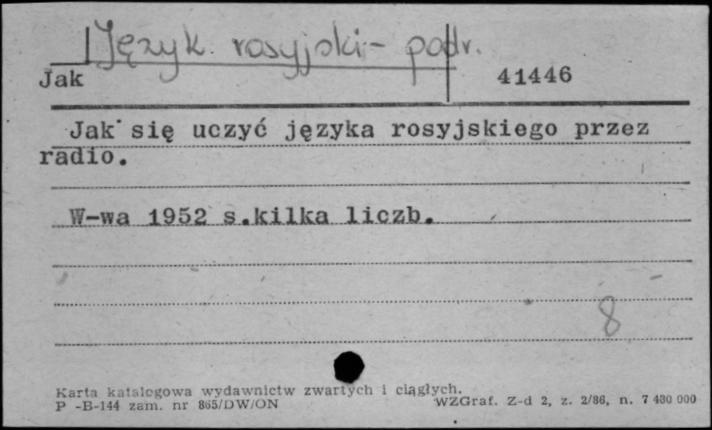 Język rosyjski - podr.
Jak 41446
Jak się uczyć języka rosyjskiego przez
radio.
W-wa 1952 s.kilka liczb.
8
Karta katalogowa wydawnictw zwartych i ciągłych.
P -B-144 zam. nr 865/DW/ON WZGraf. Z-d 2, z. 2/86, n. 7 480 000